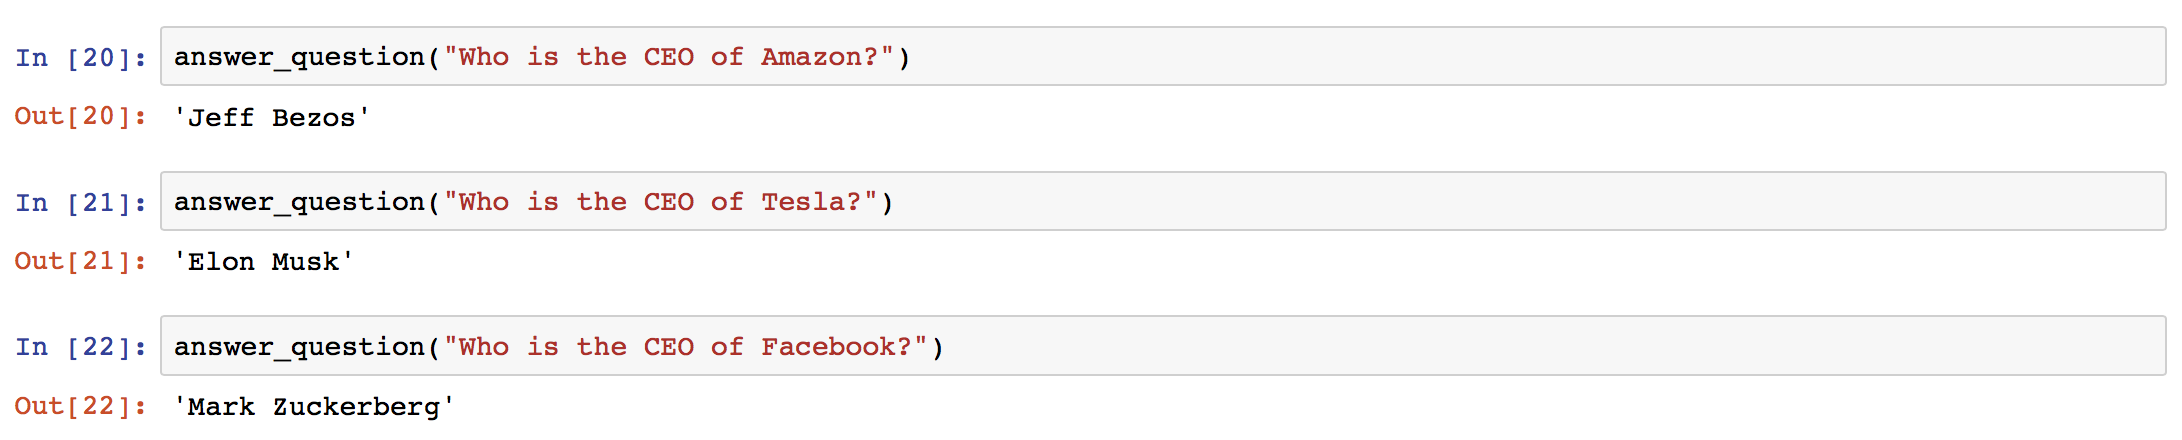 In [20]: answer_question("Who is the CEO of Amazon?")
Out[20]: 'Jeff Bezos'
In [21]: answer_question("Who is the CEO of Tesla?")
Out[21]: 'Elon Musk'
In [22]: answer_question("Who is the CEO of Facebook?")
Out[22]: 'Mark Zuckerberg'